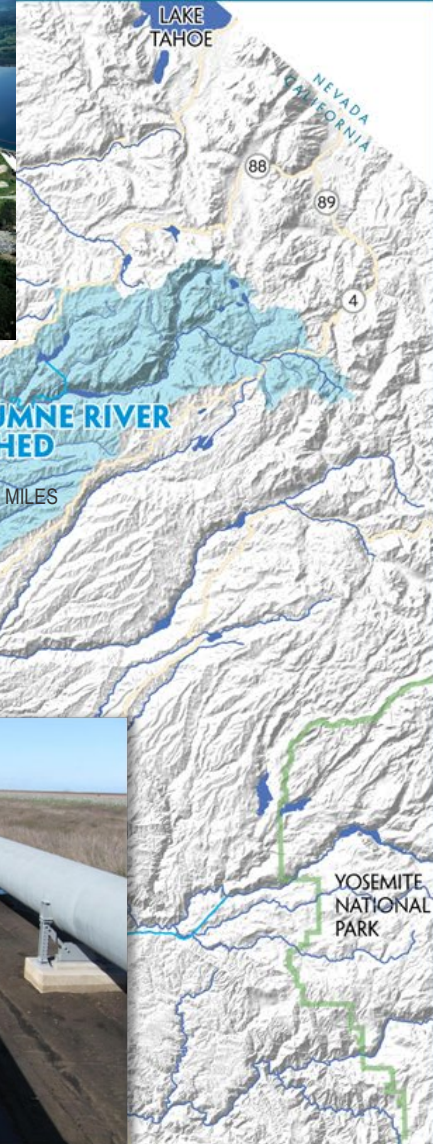 LAKE
TAHOE
NEVADA
CALIFORNIA
88
89
4
UMNE RIVER
HED
MILES
YOSEMITE
NATIONAL
PARK